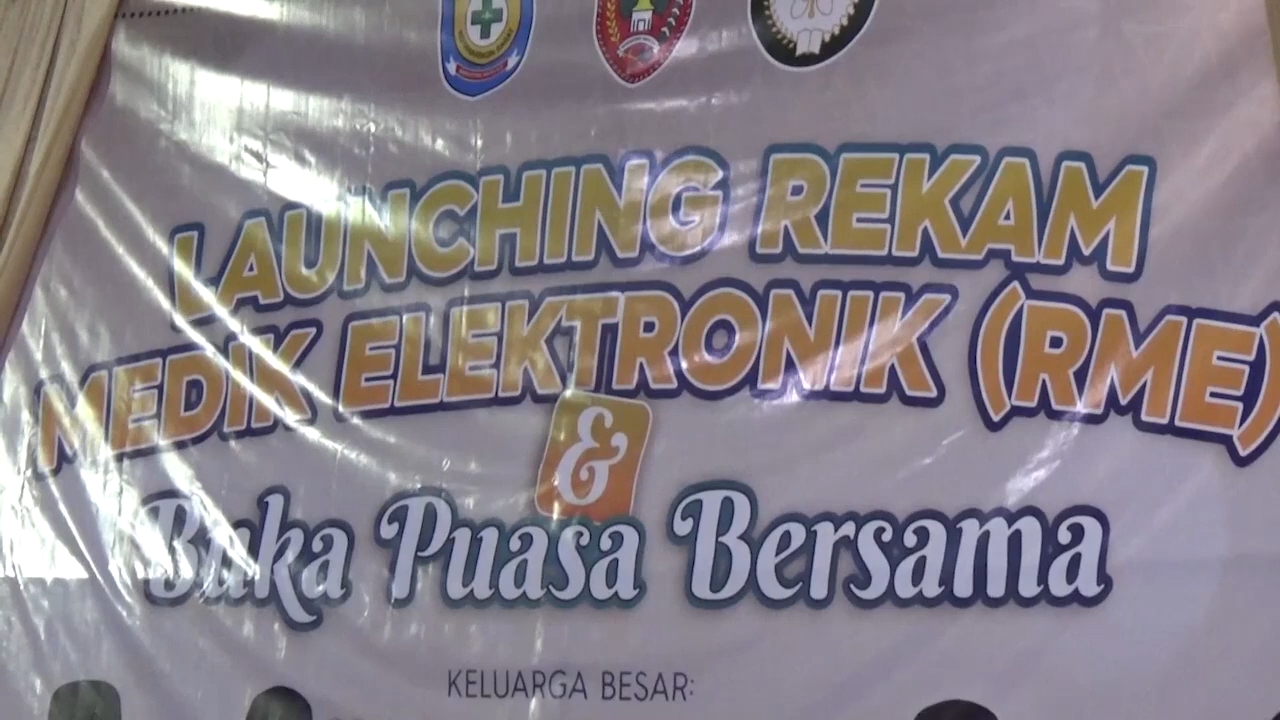 LAUNCHING REKAM
MEDIK ELEKTRONIK (RME)
&
Buka Puasa Bersama
KELUARGA BESAR: